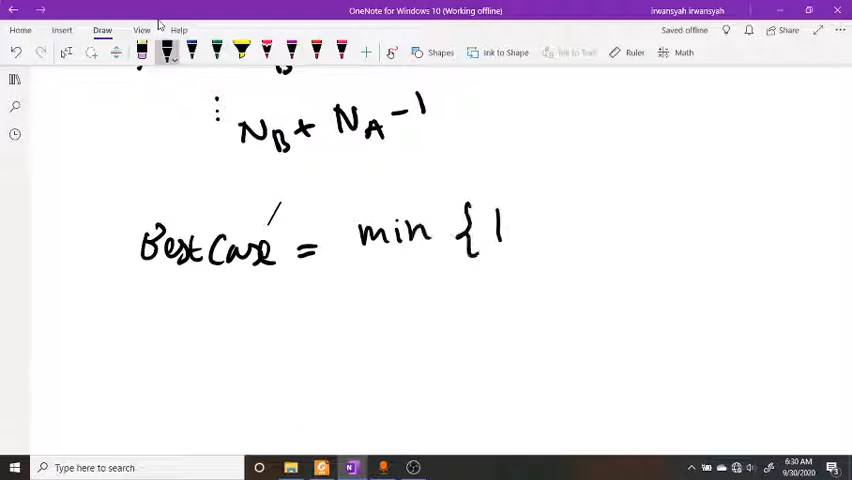 OneNote for Windows 10 (Working offline)
irwansyah irwansyah
Home Insert Draw View Help
Saved offline Share
Shapes Ink to Shape Ink to Text Ruler Math
N_B + N_A - 1
BestCase = min { 1
Type here to search
6:30 AM
9/30/2020
3